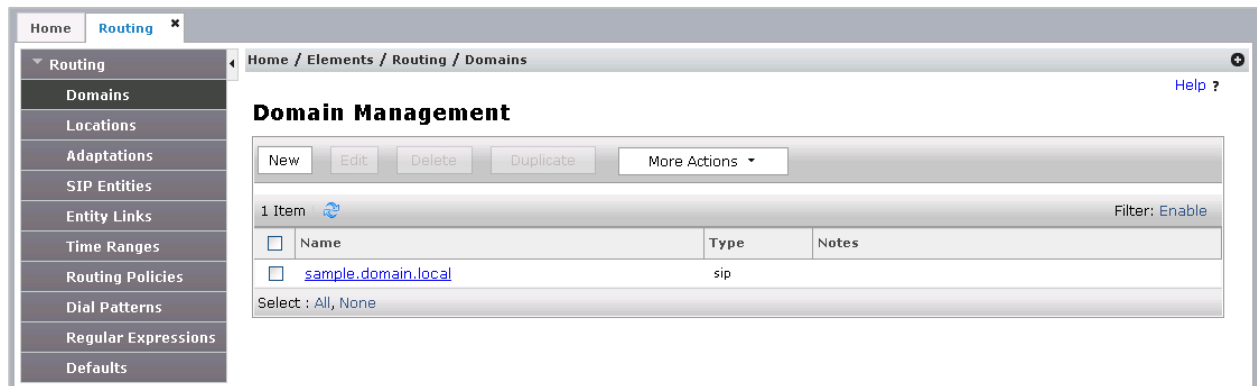 Home Routing ×
Routing
Domains
Locations
Adaptations
SIP Entities
Entity Links
Time Ranges
Routing Policies
Dial Patterns
Regular Expressions
Defaults
Home / Elements / Routing / Domains
Help ?
Domain Management
New Edit Delete Duplicate More Actions
1 Item Filter: Enable
Name Type Notes
sample.domain.local sip
Select : All, None